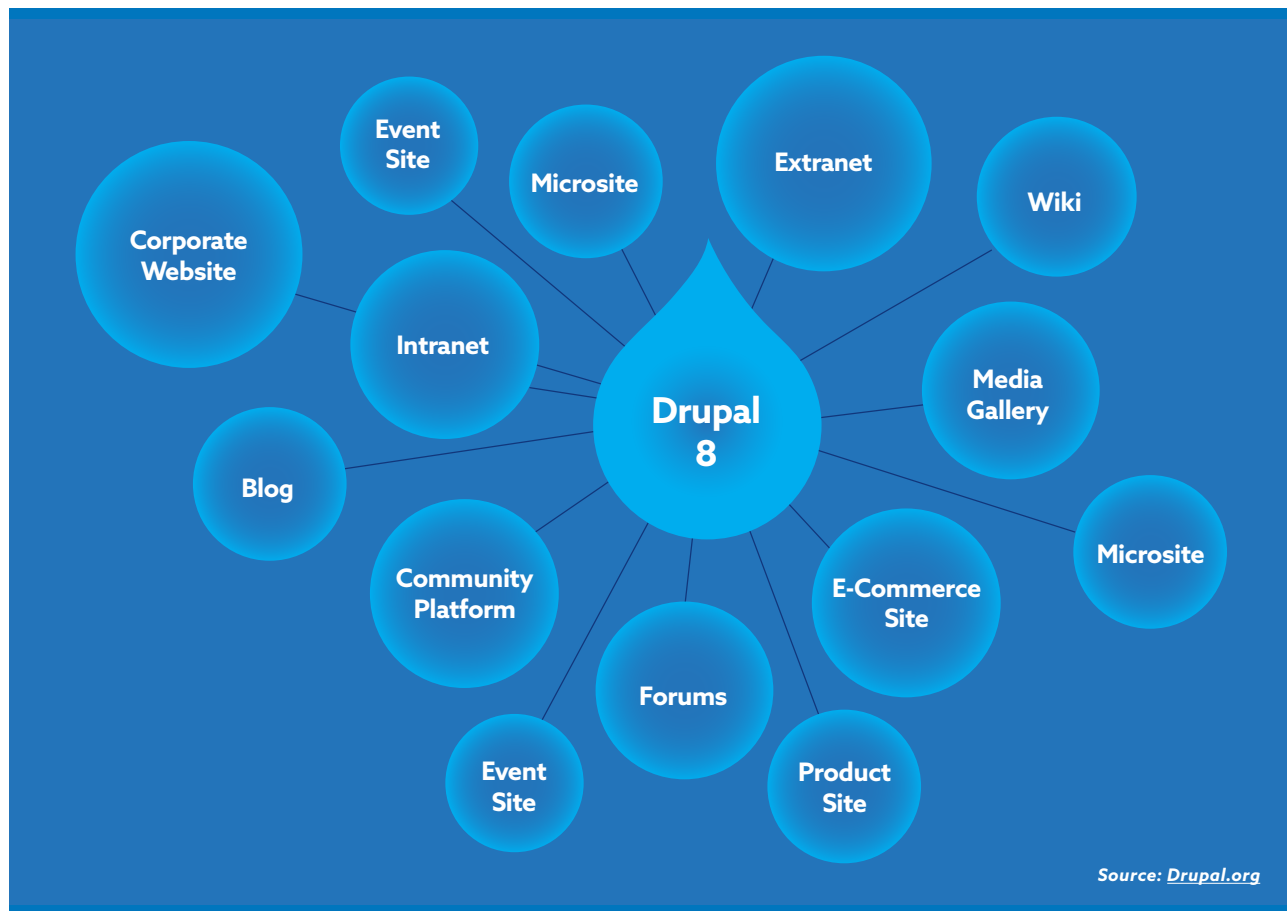 Event
Site
Microsite
Extranet
Wiki
Corporate
Website
Intranet
Media
Gallery
Drupal
8
Blog
Microsite
Community
Platform
E-Commerce
Site
Forums
Event
Site
Product
Site
Source: Drupal.org